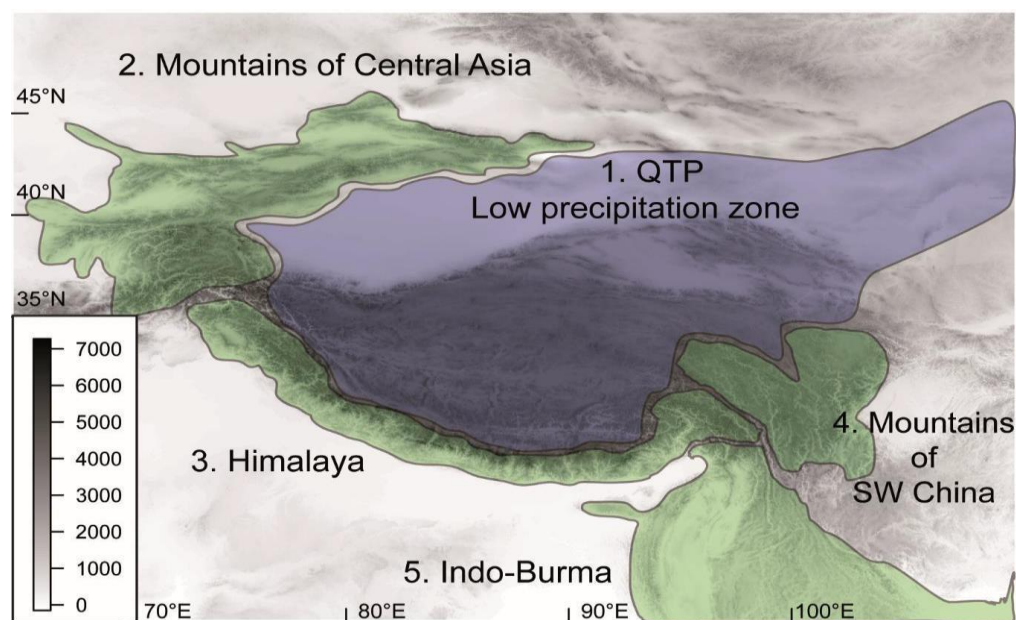 2. Mountains of Central Asia
45°N
1. QTP
40°N
Low precipitation zone
35°N
7000
6000
5000
4000
3000
2000
1000
0
4. Mountains
of
SW China
3. Himalaya
5. Indo-Burma
70°E
80°E
90°E
100°E